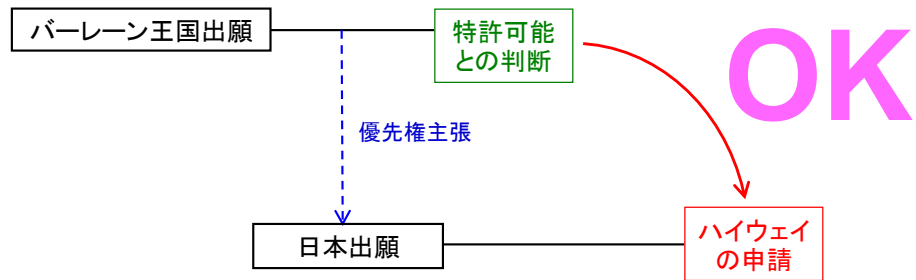 バーレーン王国出願
特許可能
との判断
OK
優先権主張
日本出願
ハイウェイ
の申請